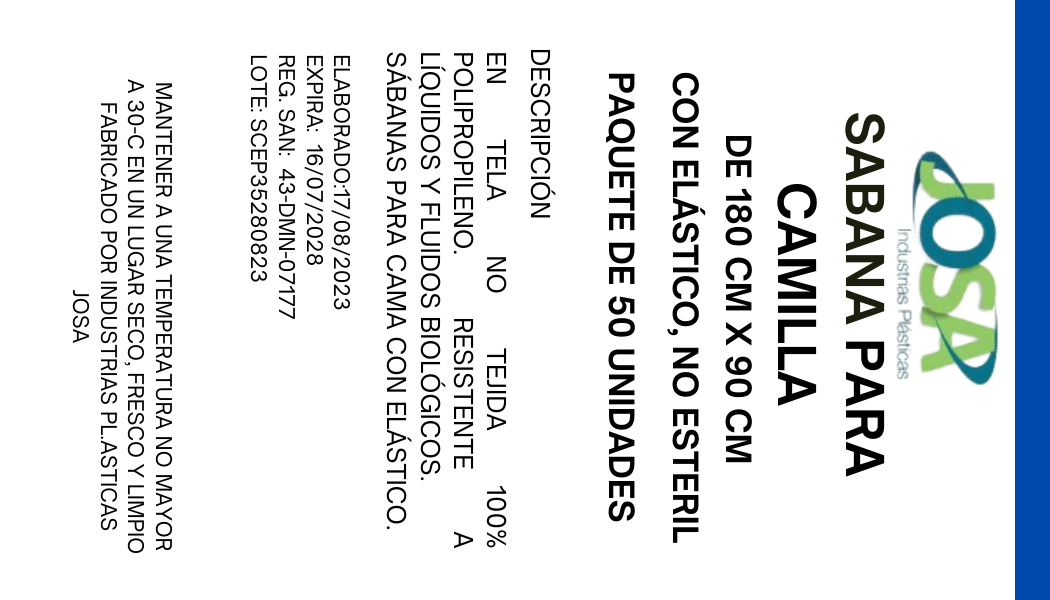 JOSA
Industrias Plásticas
SABANA PARA
CAMILLA
DE 180 CM X 90 CM
CON ELÁSTICO, NO ESTERIL
PAQUETE DE 50 UNIDADES
DESCRIPCIÓN
EN TELA NO TEJIDA 100%
POLIPROPILENO. RESISTENTE A
LÍQUIDOS Y FLUIDOS BIOLÓGICOS.
SÁBANAS PARA CAMA CON ELÁSTICO.
ELABORADO:17/08/2023
EXPIRA: 16/07/2028
REG. SAN: 43-DMN-07177
LOTE: SCEP35280823
MANTENER A UNA TEMPERATURA NO MAYOR
A 30-C EN UN LUGAR SECO, FRESCO Y LIMPIO
FABRICADO POR INDUSTRIAS PL.ASTICAS
JOSA